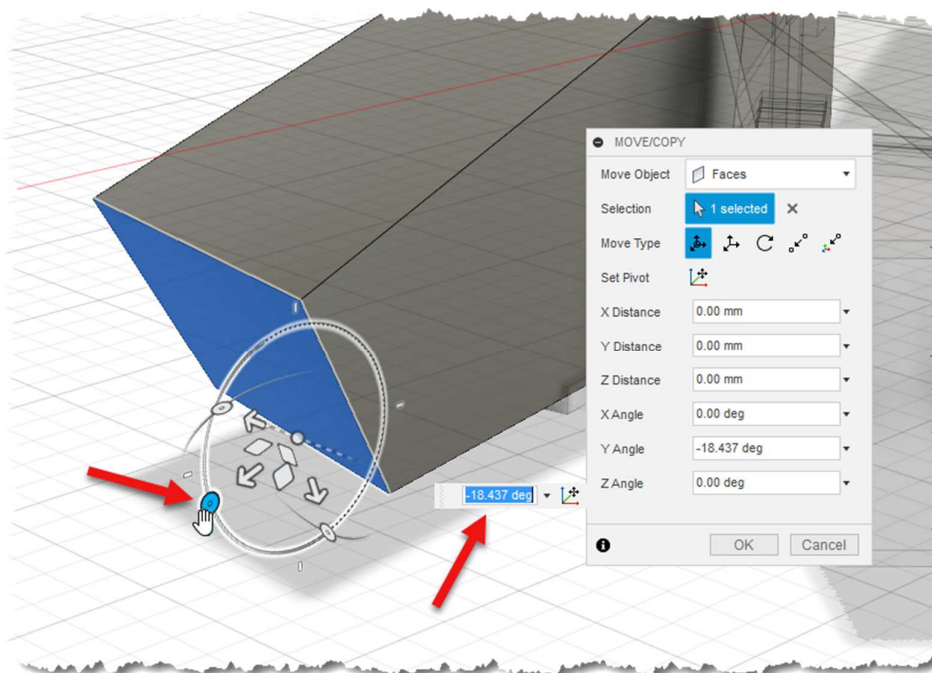 MOVE/COPY
Move Object Faces
Selection 1 selected
Move Type
Set Pivot
X Distance 0.00 mm
Y Distance 0.00 mm
Z Distance 0.00 mm
X Angle 0.00 deg
Y Angle -18.437 deg
Z Angle 0.00 deg
-18.437 deg
OK Cancel